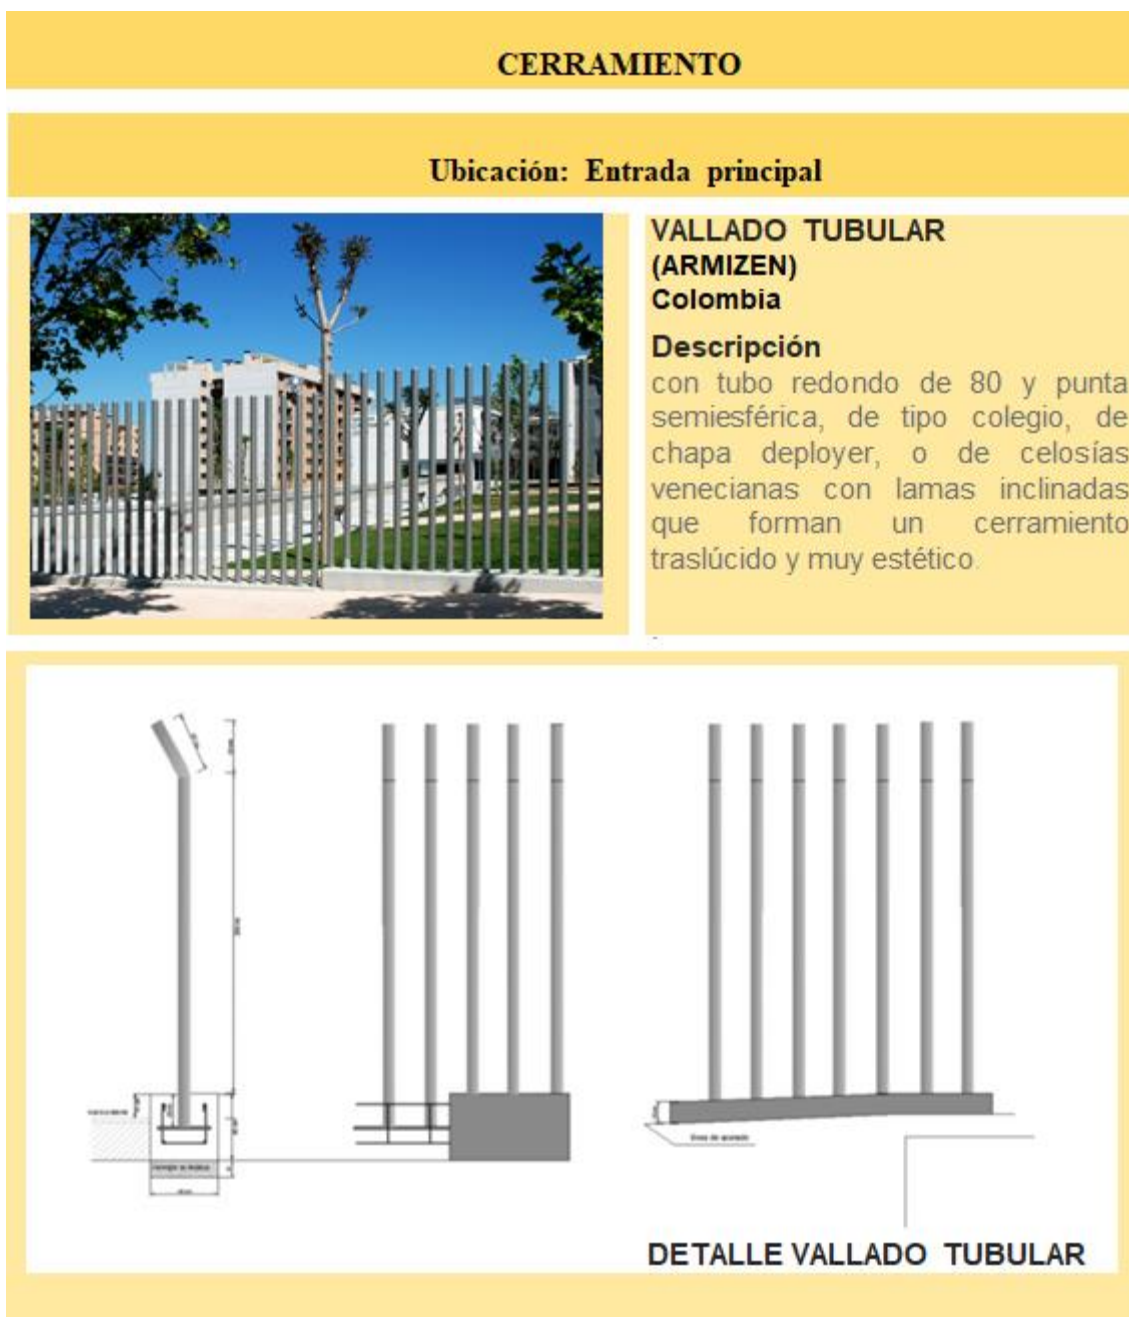 CERRAMIENTO
Ubicación: Entrada principal
VALLADO TUBULAR
(ARMIZEN)
Colombia
Descripción
con tubo redondo de 80 y punta
semiesférica, de tipo colegio, de
chapa deployer, o de celosías
venecianas con lamas inclinadas
que forman un cerramiento
traslúcido y muy estético.
DETALLE VALLADO TUBULAR